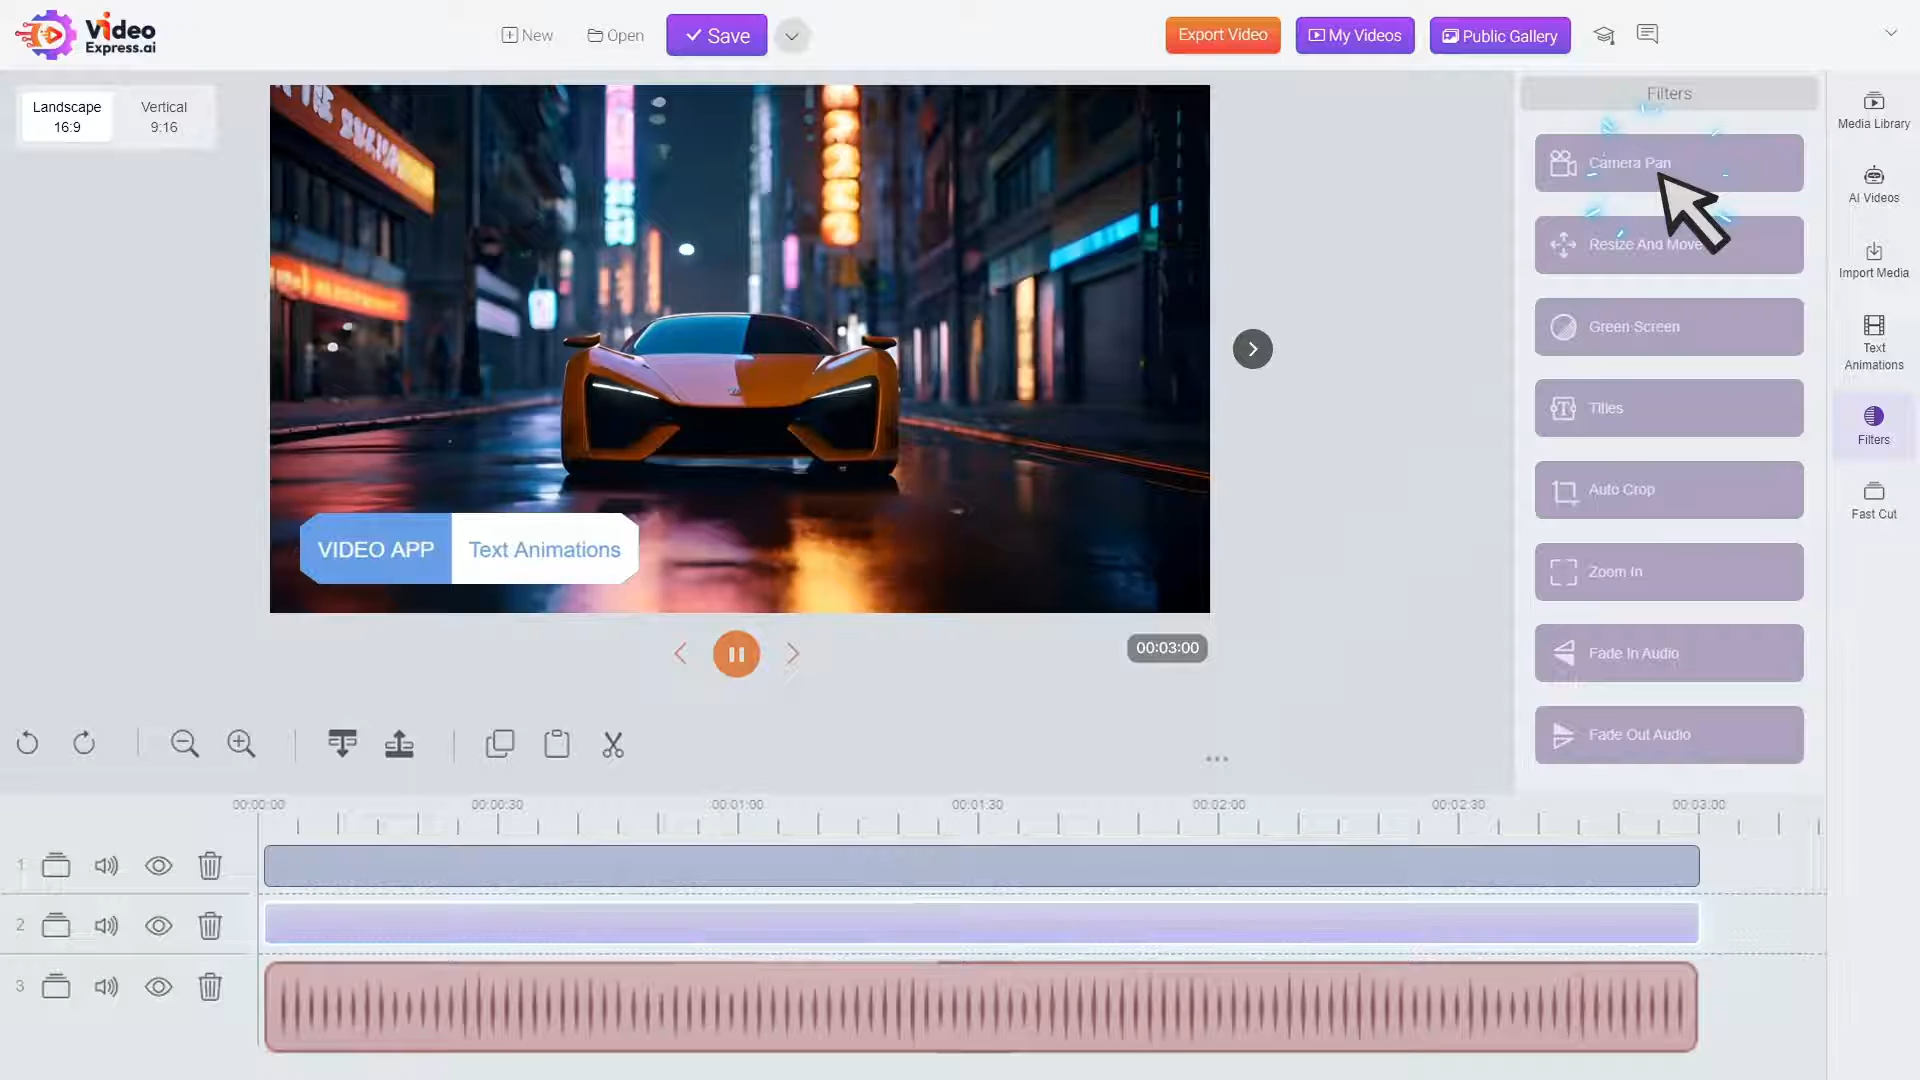 Video
Express.ai
New
Open
Save
Export Video
My Videos
Public Gallery
Landscape
16:9
Vertical
9:16
VIDEO APP
Text Animations
00:03:00
Filters
Camera Pan
Resize And Move
Green Screen
Titles
Auto Crop
Zoom In
Fade In Audio
Fade Out Audio
Media Library
AI Videos
Import Media
Text
Animations
Filters
Fast Cut
00:00:00
00:00:30
00:01:00
00:01:30
00:02:00
00:02:30
00:03:00
1
2
3